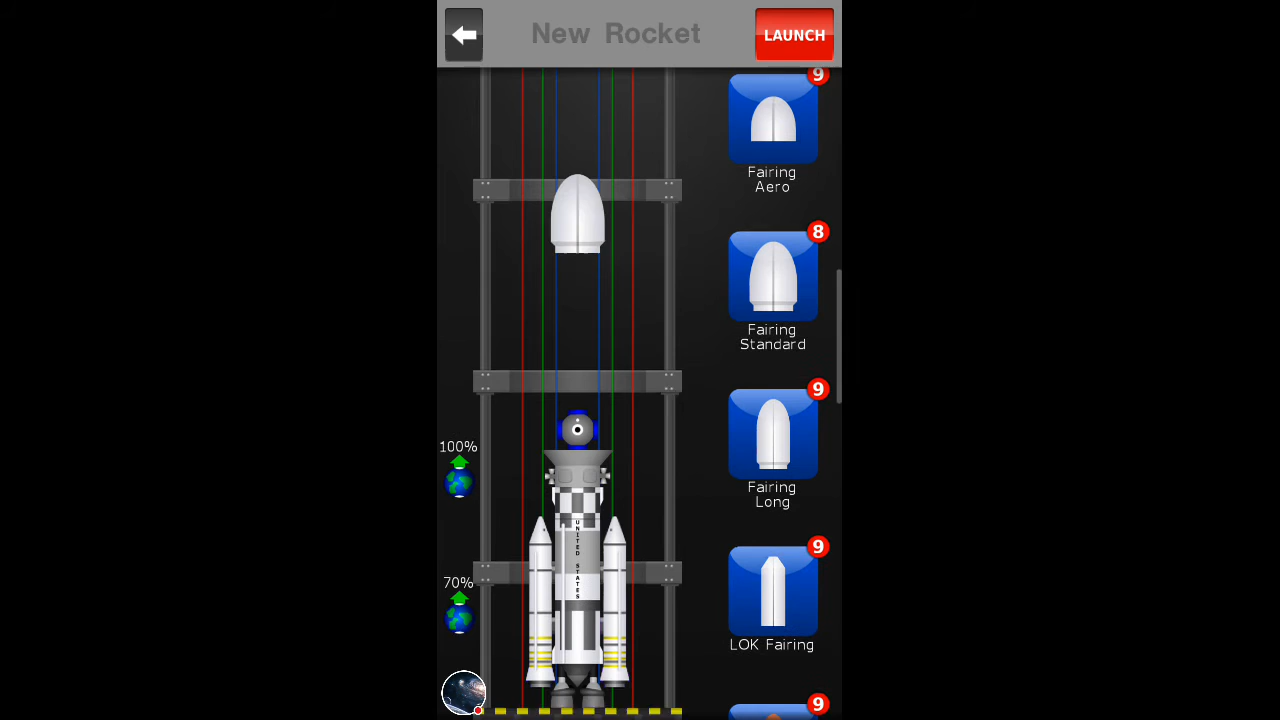 New Rocket
LAUNCH
9
Fairing
Aero
8
Fairing
Standard
9
Fairing
Long
9
LOK Fairing
9
100%
70%
UNITED STATES